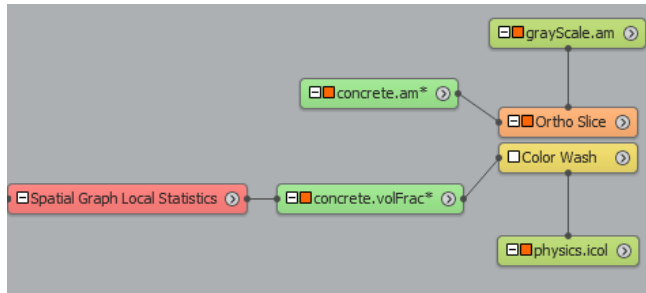 grayScale.am
concrete.am*
Ortho Slice
Color Wash
Spatial Graph Local Statistics
concrete.volFrac*
physics.icol